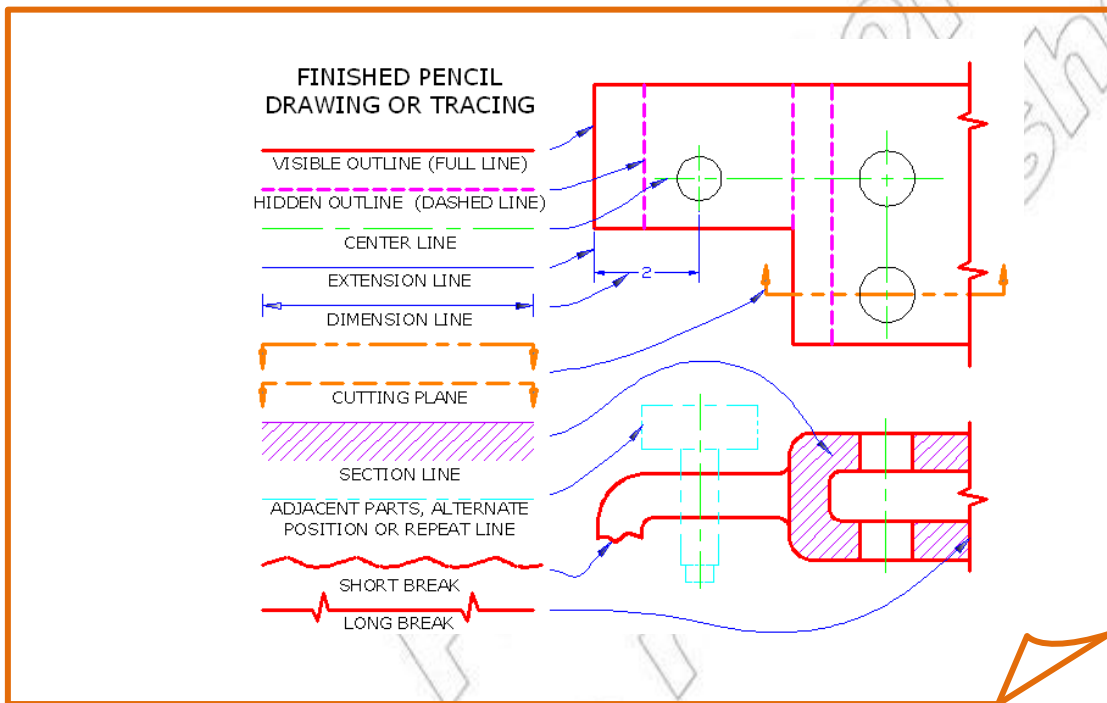 FINISHED PENCIL
DRAWING OR TRACING
VISIBLE OUTLINE (FULL LINE)
HIDDEN OUTLINE (DASHED LINE)
CENTER LINE
EXTENSION LINE
2
DIMENSION LINE
CUTTING PLANE
SECTION LINE
ADJACENT PARTS, ALTERNATE
POSITION OR REPEAT LINE
SHORT BREAK
LONG BREAK